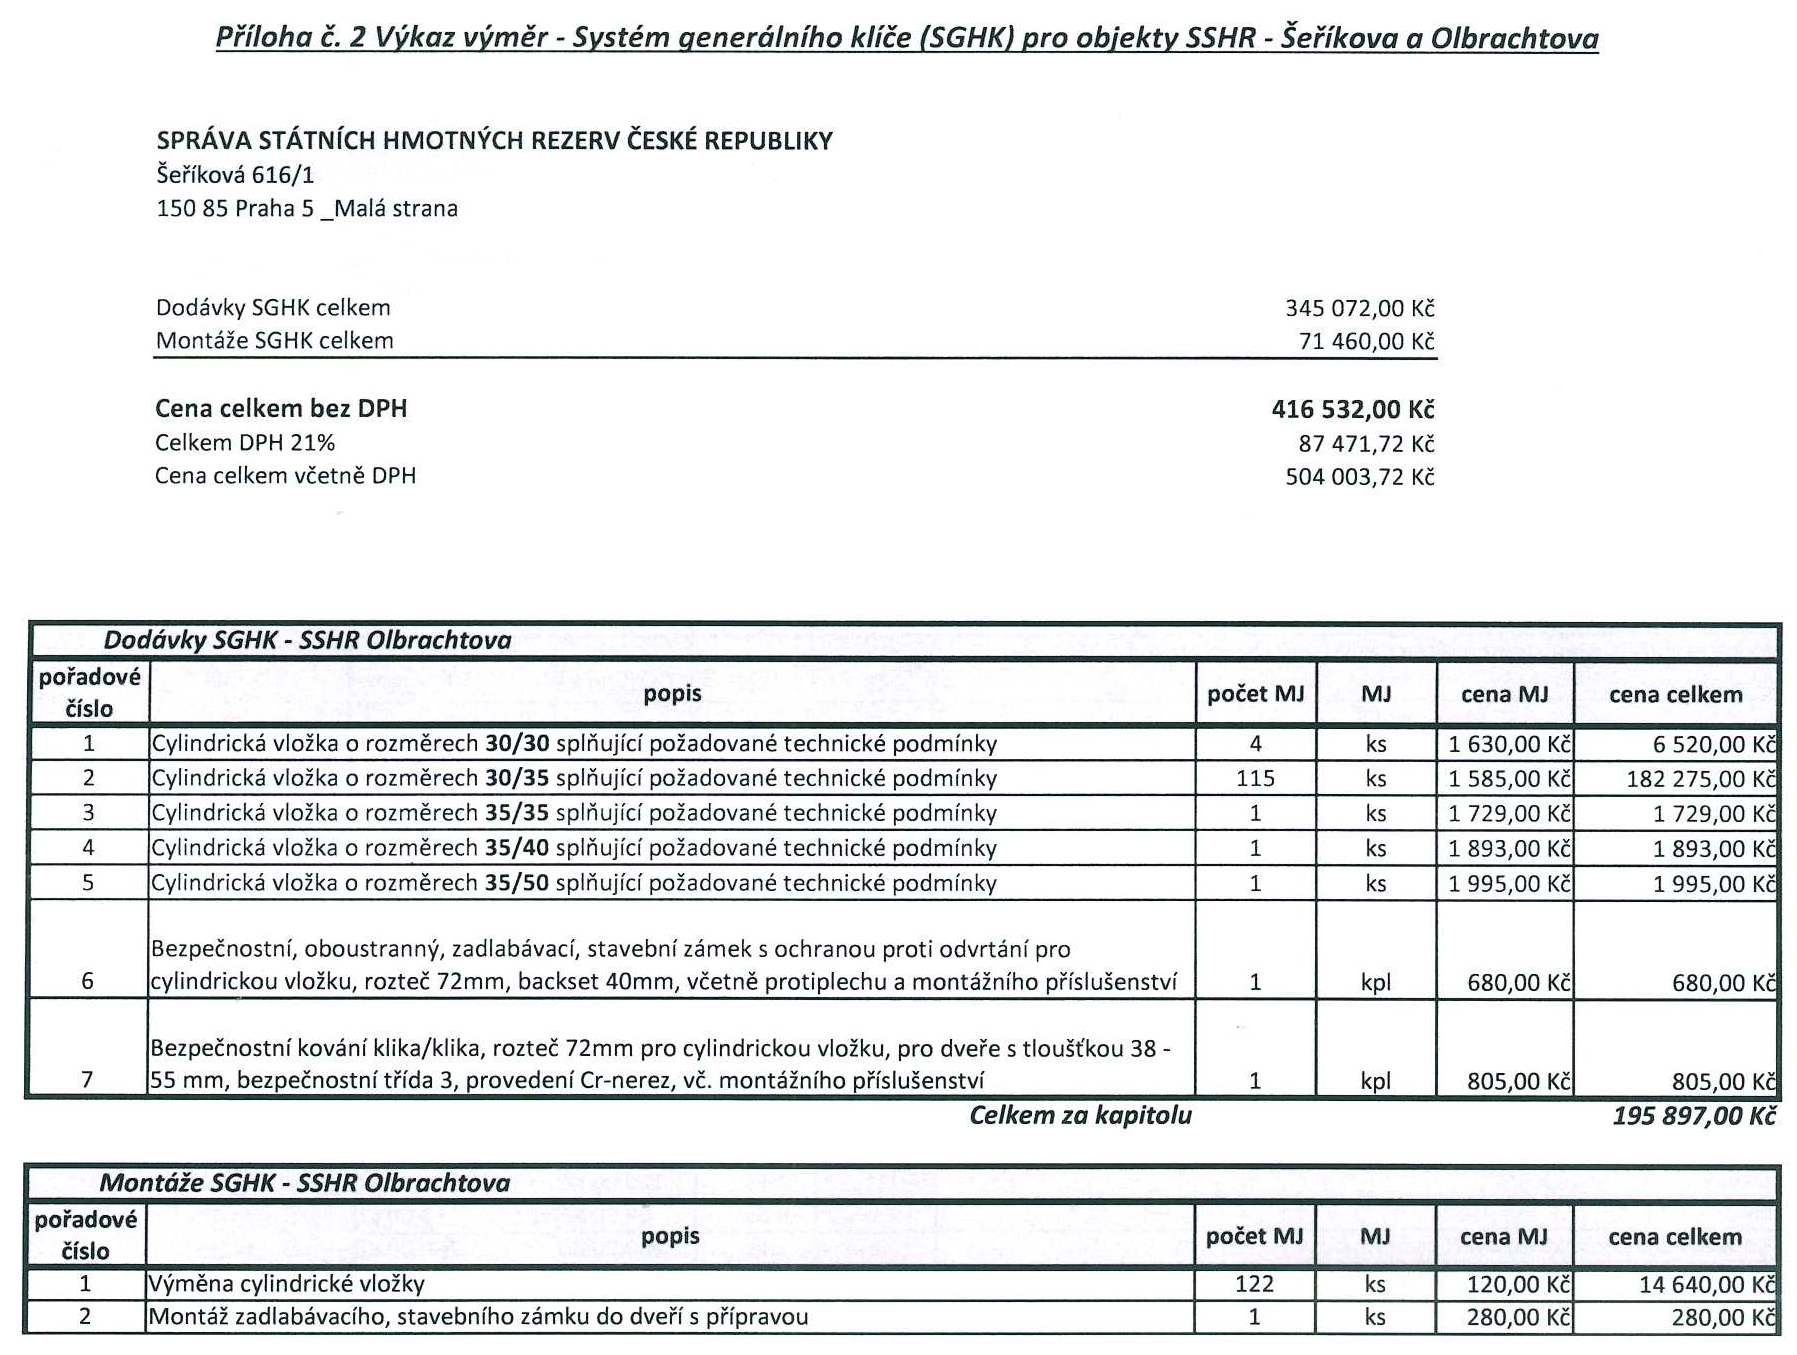 Příloha č. 2 Výkaz výměr - Systém generálního klíče (SGHK) pro objekty SSHR - Šeříkova a Olbrachtova
SPRÁVA STÁTNÍCH HMOTNÝCH REZERV ČESKÉ REPUBLIKY
Šeříková 616/1
150 85 Praha 5 _Malá strana
Dodávky SGHK celkem 345 072,00 Kč
Montáže SGHK celkem 71 460,00 Kč
Cena celkem bez DPH 416 532,00 Kč
Celkem DPH 21% 87 471,72 Kč
Cena celkem včetně DPH 504 003,72 Kč
Dodávky SGHK - SSHR Olbrachtova
pořadové číslo popis počet MJ MJ cena MJ cena celkem
1 Cylindrická vložka o rozměrech 30/30 splňující požadované technické podmínky 4 ks 1 630,00 Kč 6 520,00 Kč
2 Cylindrická vložka o rozměrech 30/35 splňující požadované technické podmínky 115 ks 1 585,00 Kč 182 275,00 Kč
3 Cylindrická vložka o rozměrech 35/35 splňující požadované technické podmínky 1 ks 1 729,00 Kč 1 729,00 Kč
4 Cylindrická vložka o rozměrech 35/40 splňující požadované technické podmínky 1 ks 1 893,00 Kč 1 893,00 Kč
5 Cylindrická vložka o rozměrech 35/50 splňující požadované technické podmínky 1 ks 1 995,00 Kč 1 995,00 Kč
Bezpečnostní, oboustranný, zadlabávací, stavební zámek s ochranou proti odvrtání pro
6 cylindrickou vložku, rozteč 72mm, backset 40mm, včetně protiplechu a montážního příslušenství 1 kpl 680,00 Kč 680,00 Kč
Bezpečnostní kování klika/klika, rozteč 72mm pro cylindrickou vložku, pro dveře s tloušťkou 38 -
7 55 mm, bezpečnostní třída 3, provedení Cr-nerez, vč. montážního příslušenství 1 kpl 805,00 Kč 805,00 Kč
Celkem za kapitolu 195 897,00 Kč
Montáže SGHK - SSHR Olbrachtova
pořadové číslo popis počet MJ MJ cena MJ cena celkem
1 Výměna cylindrické vložky 122 ks 120,00 Kč 14 640,00 Kč
2 Montáž zadlabávacího, stavebního zámku do dveří s přípravou 1 ks 280,00 Kč 280,00 Kč